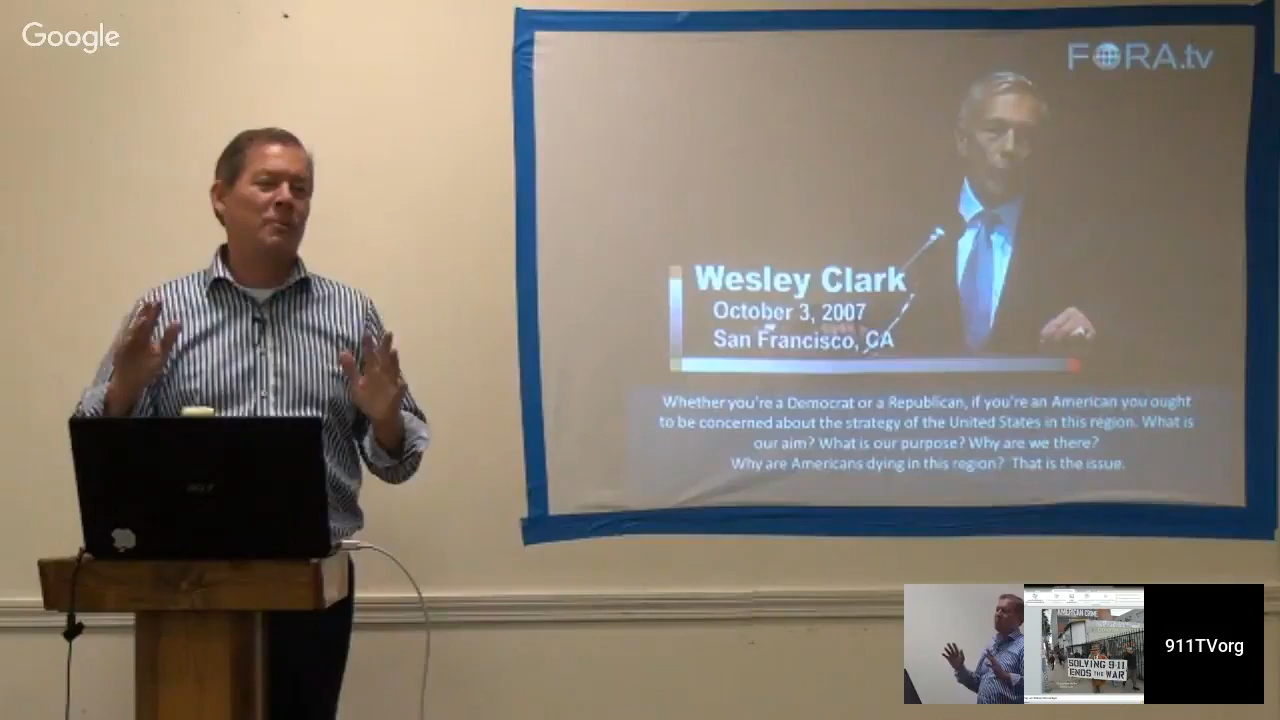 Google
FORA.tv
Wesley Clark
October 3, 2007
San Francisco, CA
Whether you're a Democrat or a Republican, if you're an American you ought
to be concerned about the strategy of the United States in this region. What is
our aim? What is our purpose? Why are we there?
Why are Americans dying in this region? That is the issue.
acer
AMERICAN CRIME
SOLVING 9-11
ENDS THE WAR
911TVorg